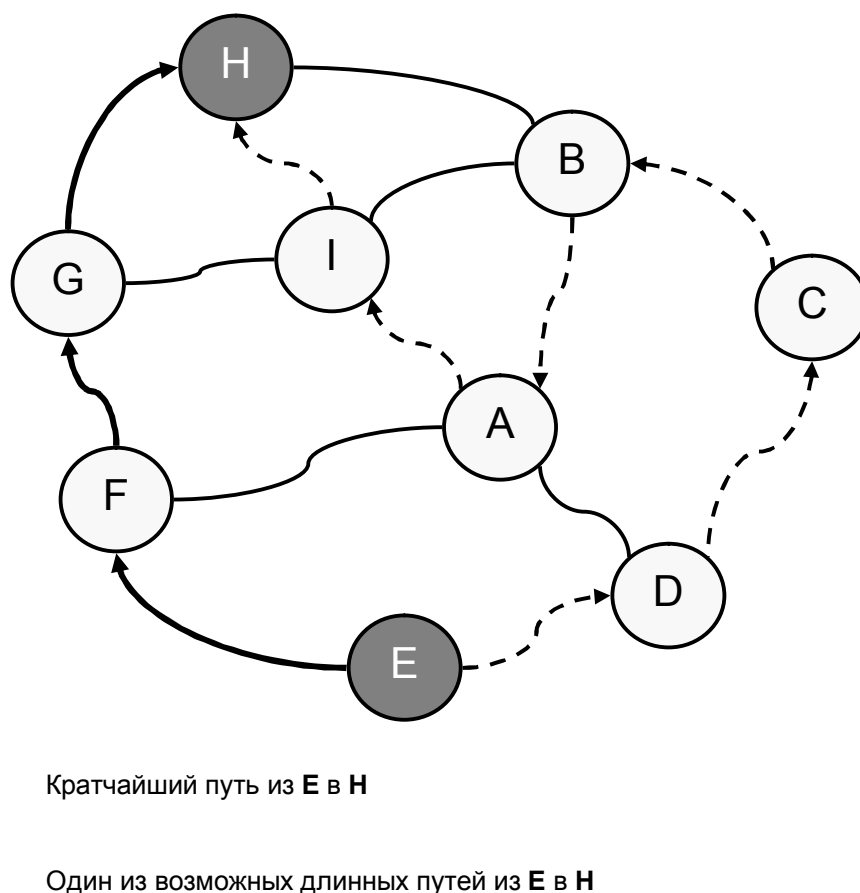 H
B
I
G
C
A
F
D
E
Кратчайший путь из E в H
Один из возможных длинных путей из E в H